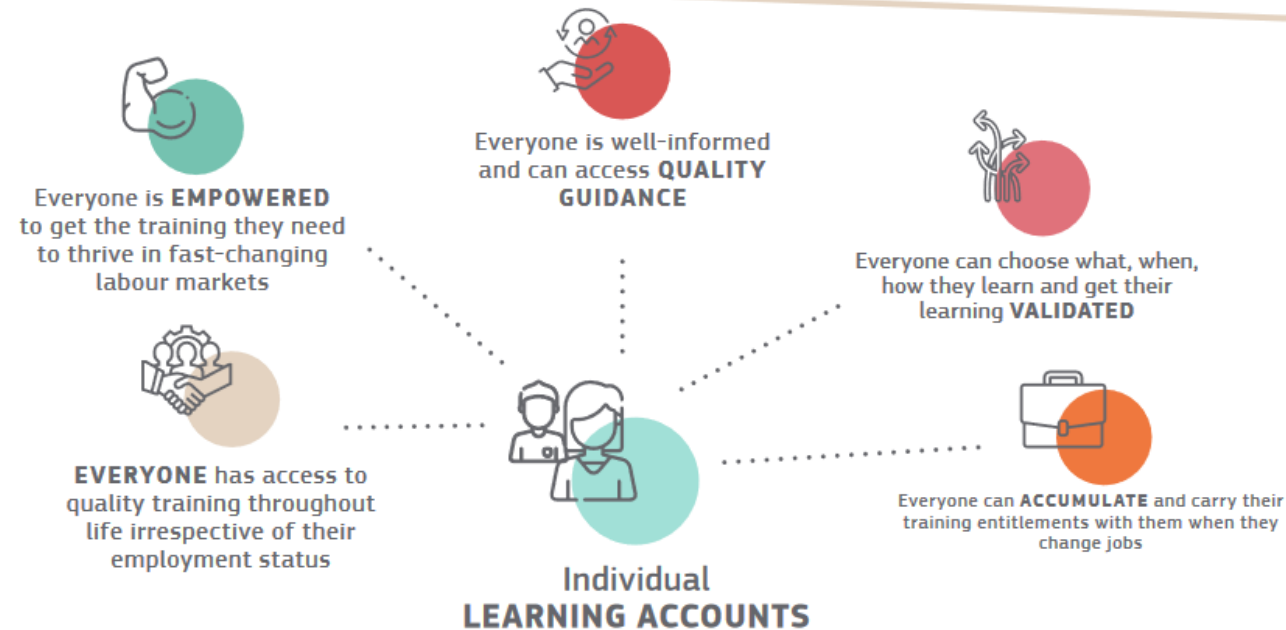 Everyone is well-informed
and can access QUALITY
GUIDANCE
Everyone is EMPOWERED
to get the training they need
to thrive in fast-changing
labour markets
Everyone can choose what, when,
how they learn and get their
learning VALIDATED
EVERYONE has access to
quality training throughout
life irrespective of their
employment status
Everyone can ACCUMULATE and carry their
training entitlements with them when they
change jobs
Individual
LEARNING ACCOUNTS